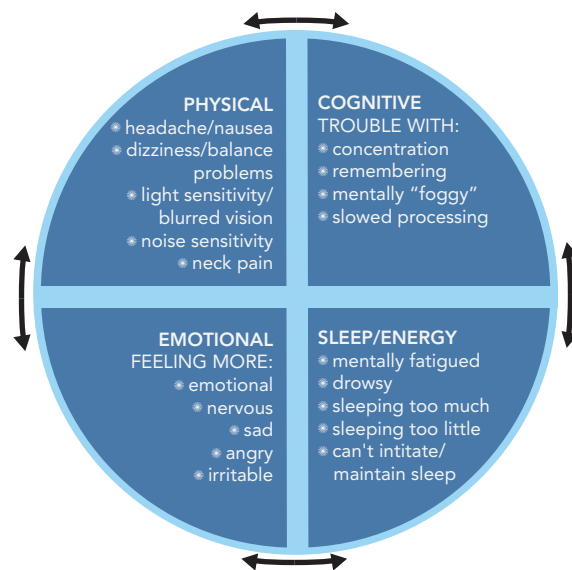 PHYSICAL
headache/nausea
dizziness/balance
problems
light sensitivity/
blurred vision
noise sensitivity
neck pain
COGNITIVE
TROUBLE WITH:
concentration
remembering
mentally “foggy”
slowed processing
EMOTIONAL
FEELING MORE:
emotional
nervous
sad
angry
irritable
SLEEP/ENERGY
mentally fatigued
drowsy
sleeping too much
sleeping too little
can't intitate/
maintain sleep